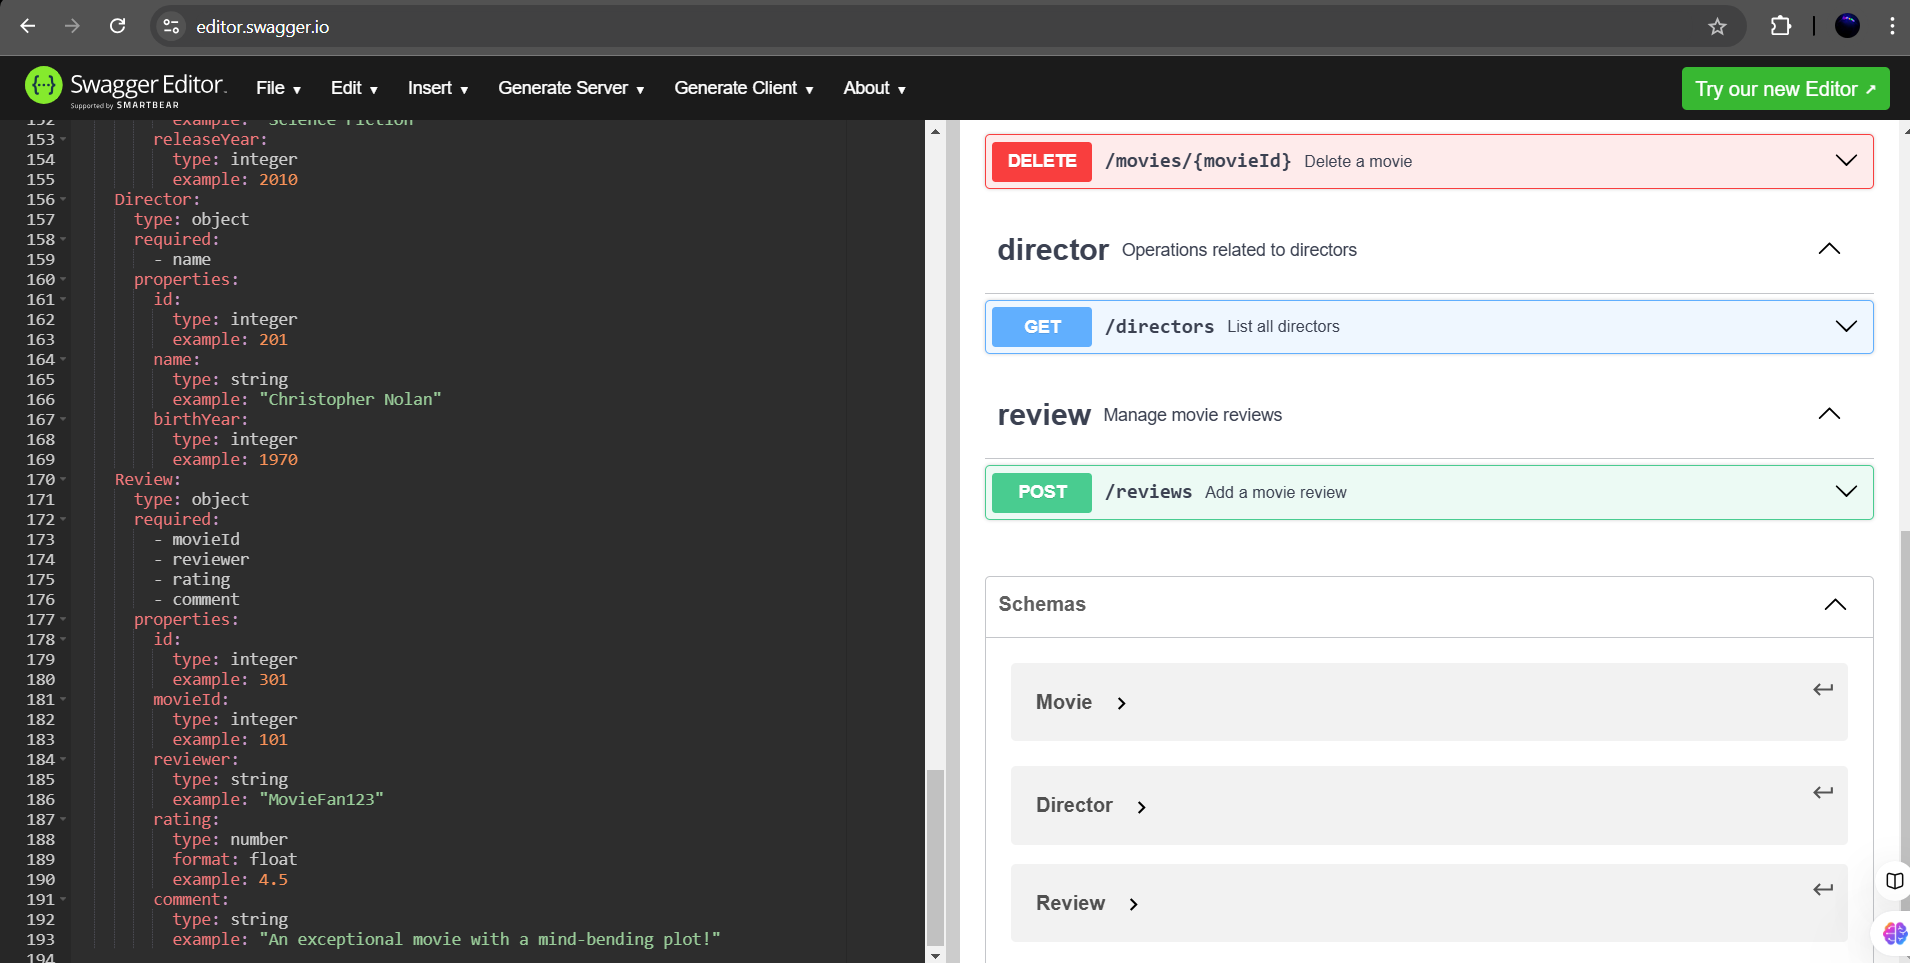 editor.swagger.io
Swagger Editor.
Supported by SMARTBEAR
File ▾ Edit ▾ Insert ▾ Generate Server ▾ Generate Client ▾ About ▾
Try our new Editor ↗
152 example: "Science Fiction"
153 releaseYear:
154 type: integer
155 example: 2010
156 Director:
157 type: object
158 required:
159 - name
160 properties:
161 id:
162 type: integer
163 example: 201
164 name:
165 type: string
166 example: "Christopher Nolan"
167 birthYear:
168 type: integer
169 example: 1970
170 Review:
171 type: object
172 required:
173 - movieId
174 - reviewer
175 - rating
176 - comment
177 properties:
178 id:
179 type: integer
180 example: 301
181 movieId:
182 type: integer
183 example: 101
184 reviewer:
185 type: string
186 example: "MovieFan123"
187 rating:
188 type: number
189 format: float
190 example: 4.5
191 comment:
192 type: string
193 example: "An exceptional movie with a mind-bending plot!"
194
DELETE /movies/{movieId} Delete a movie
director Operations related to directors
GET /directors List all directors
review Manage movie reviews
POST /reviews Add a movie review
Schemas
Movie
Director
Review